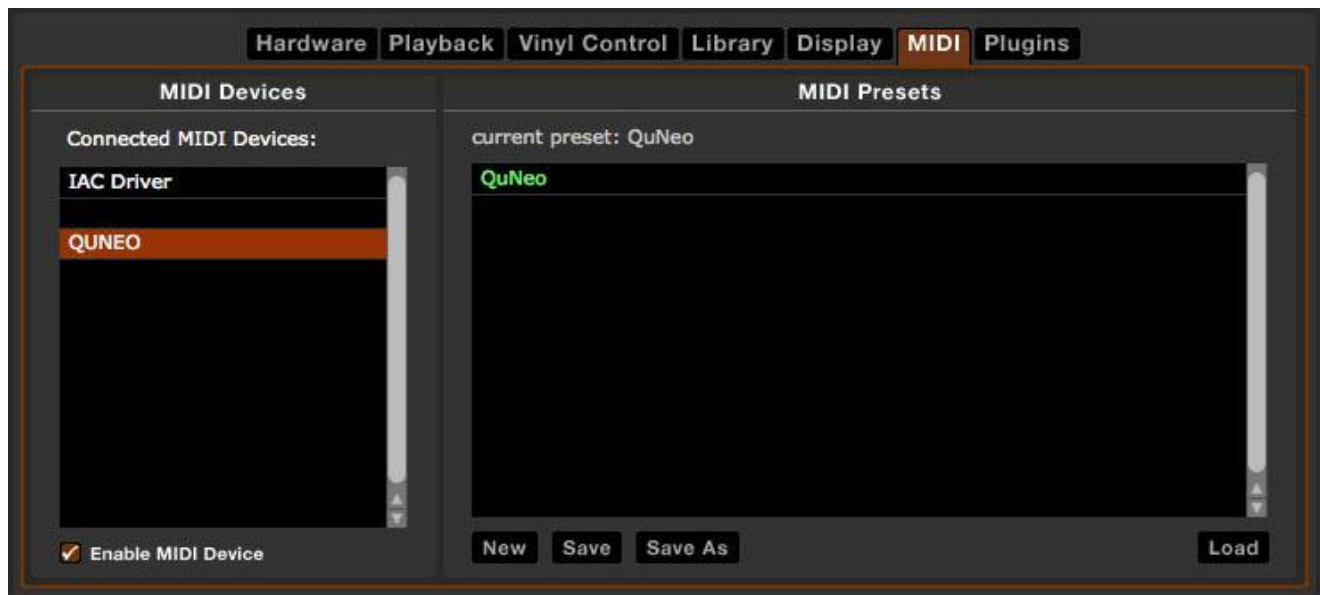 Hardware Playback Vinyl Control Library Display MIDI Plugins
MIDI Devices
Connected MIDI Devices:
IAC Driver
QUNEO
Enable MIDI Device
MIDI Presets
current preset: QuNeo
QuNeo
New Save Save As Load